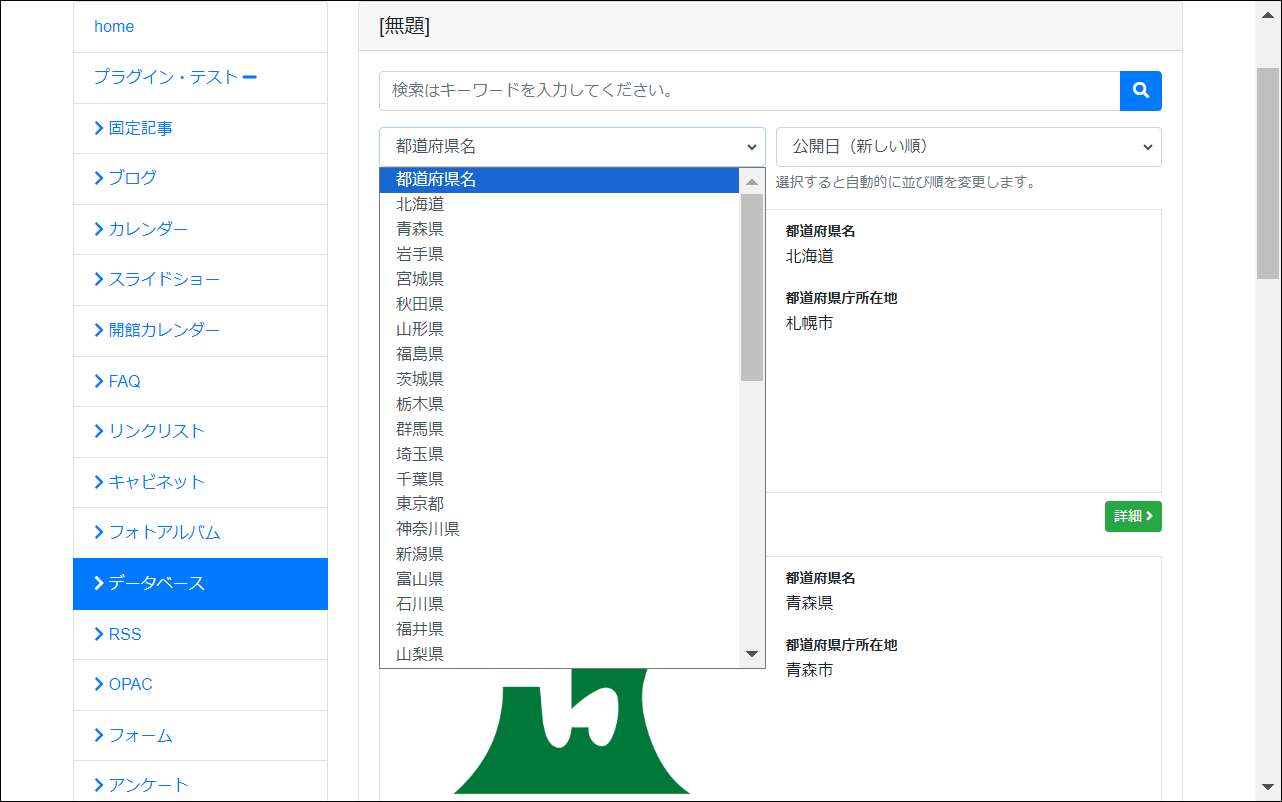 home
プラグイン・テスト
固定記事
ブログ
カレンダー
スライドショー
開館カレンダー
FAQ
リンクリスト
キャビネット
フォトアルバム
データベース
RSS
OPAC
フォーム
アンケート
[無題]
検索はキーワードを入力してください。
都道府県名
公開日（新しい順）
選択すると自動的に並び順を変更します。
都道府県名
北海道
青森県
岩手県
宮城県
秋田県
山形県
福島県
茨城県
栃木県
群馬県
埼玉県
千葉県
東京都
神奈川県
新潟県
富山県
石川県
福井県
山梨県
都道府県名
北海道
都道府県庁所在地
札幌市
詳細
都道府県名
青森県
都道府県庁所在地
青森市